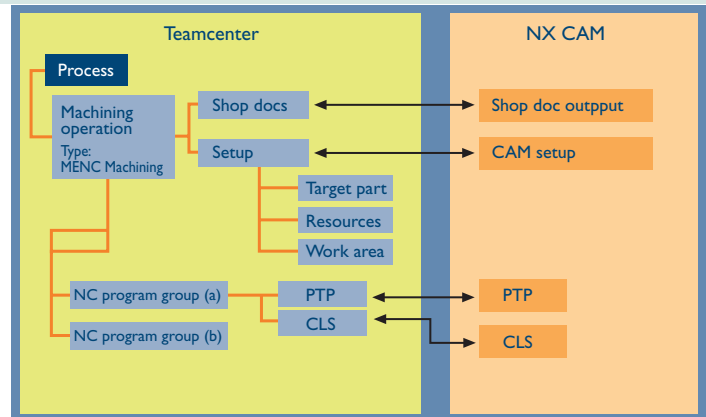 Teamcenter
NX CAM
Process
Machining
operation
Type:
MENC Machining
Shop docs
Shop doc outpput
Setup
CAM setup
Target part
Resources
Work area
NC program group (a)
PTP
PTP
CLS
CLS
NC program group (b)